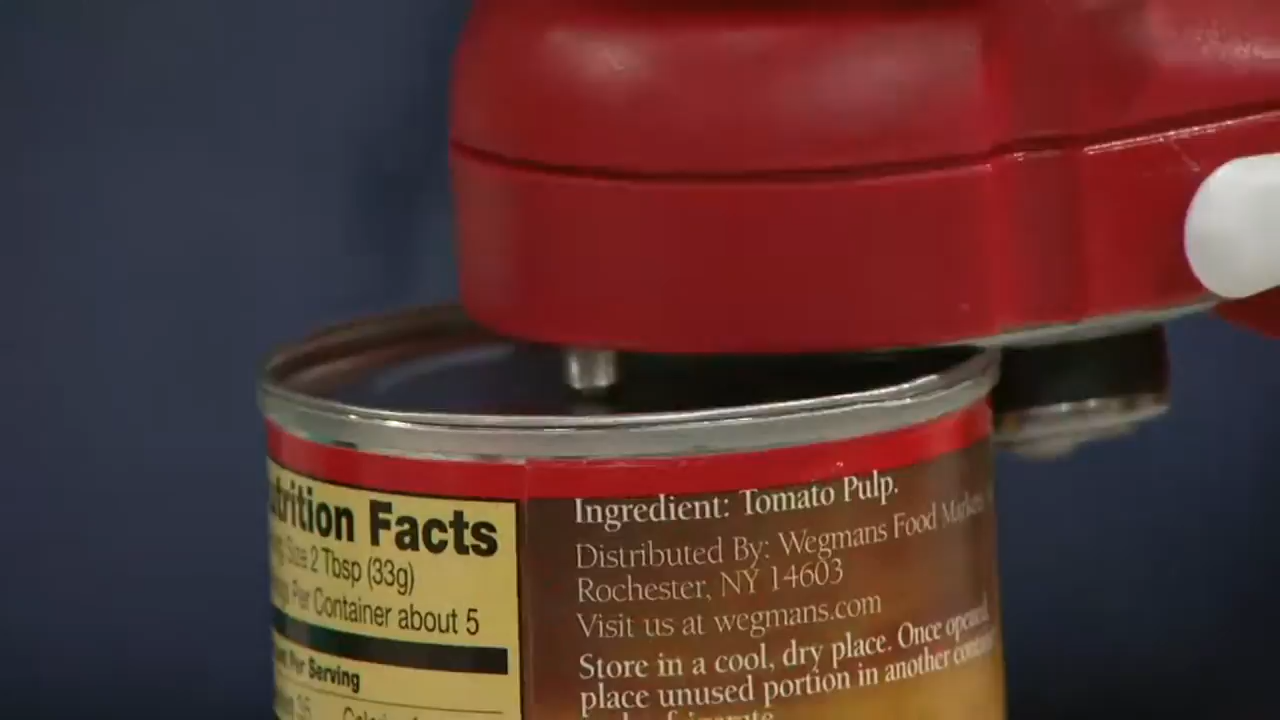 trition Facts
Size 2 Tbsp (33g)
Per Container about 5
Per Serving
Ingredient: Tomato Pulp.
Distributed By: Wegmans Food
Rochester, NY 14603
Visit us at wegmans.com
Store in a cool, dry place. Once opened,
place unused portion in another